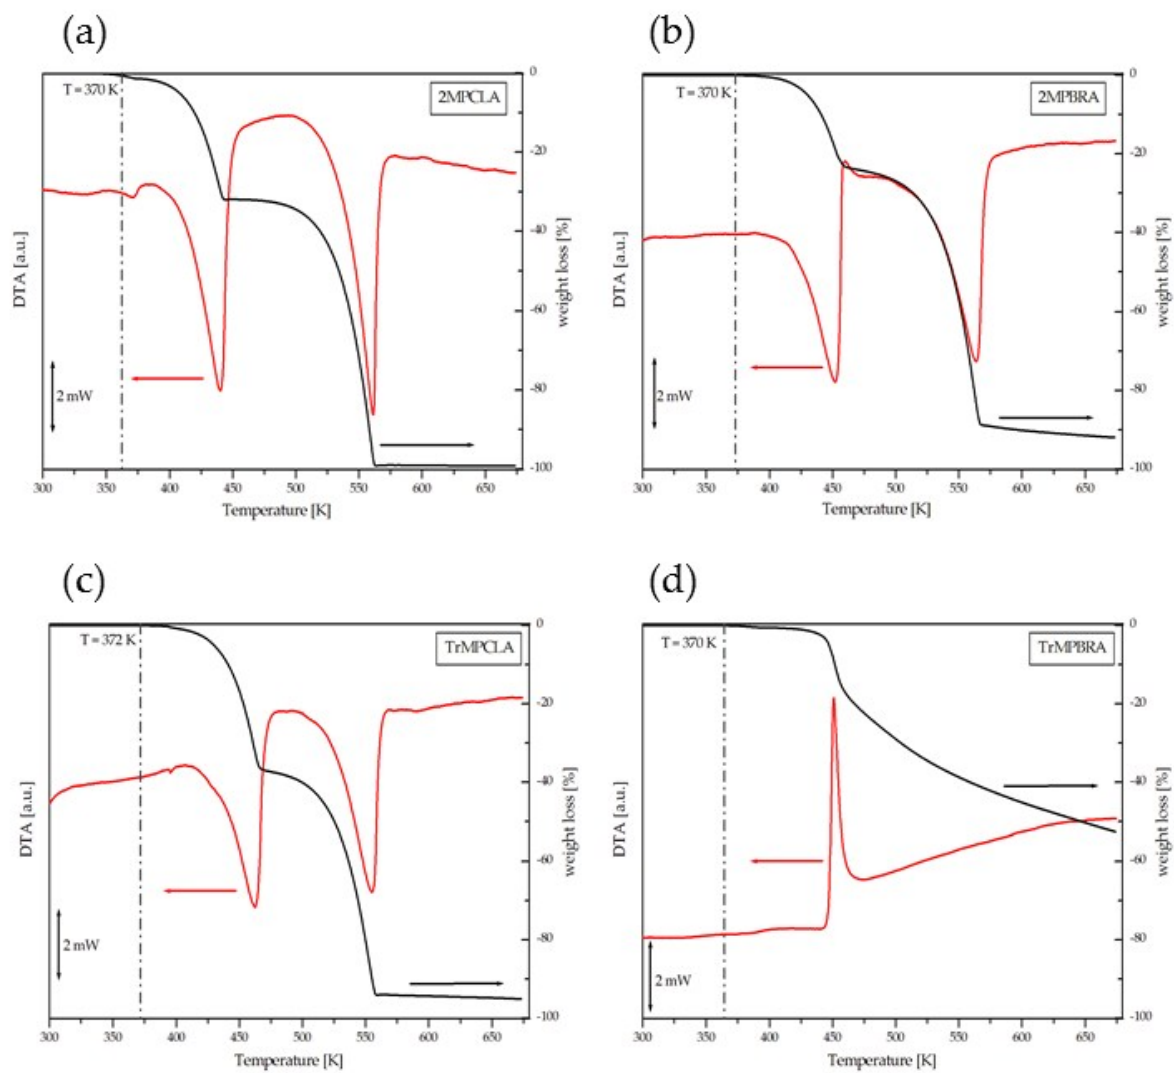 (a)
T = 370 K
2MPCLA
0
-20
-40
-60
-80
-100
DTA [a.u.]
weight loss [%]
2 mW
300 350 400 450 500 550 600 650
Temperature [K]
(b)
T = 370 K
2MPBRA
0
-20
-40
-60
-80
-100
DTA [a.u.]
weight loss [%]
2 mW
300 350 400 450 500 550 600 650
Temperature [K]
(c)
T = 372 K
TrMPCLA
0
-20
-40
-60
-80
-100
DTA [a.u.]
weight loss [%]
2 mW
300 350 400 450 500 550 600 650
Temperature [K]
(d)
T = 370 K
TrMPBRA
0
-20
-40
-60
-80
-100
DTA [a.u.]
weight loss [%]
2 mW
300 350 400 450 500 550 600 650
Temperature [K]